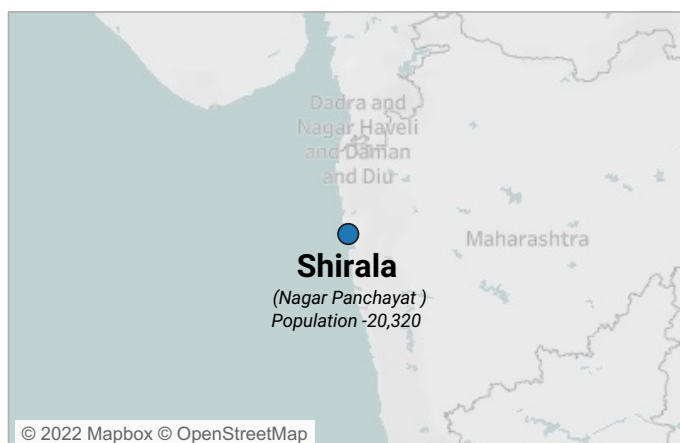 Dadra and
Nagar Haveli
and Daman
and Diu
Maharashtra
Shirala
(Nagar Panchayat )
Population -20,320
© 2022 Mapbox © OpenStreetMap